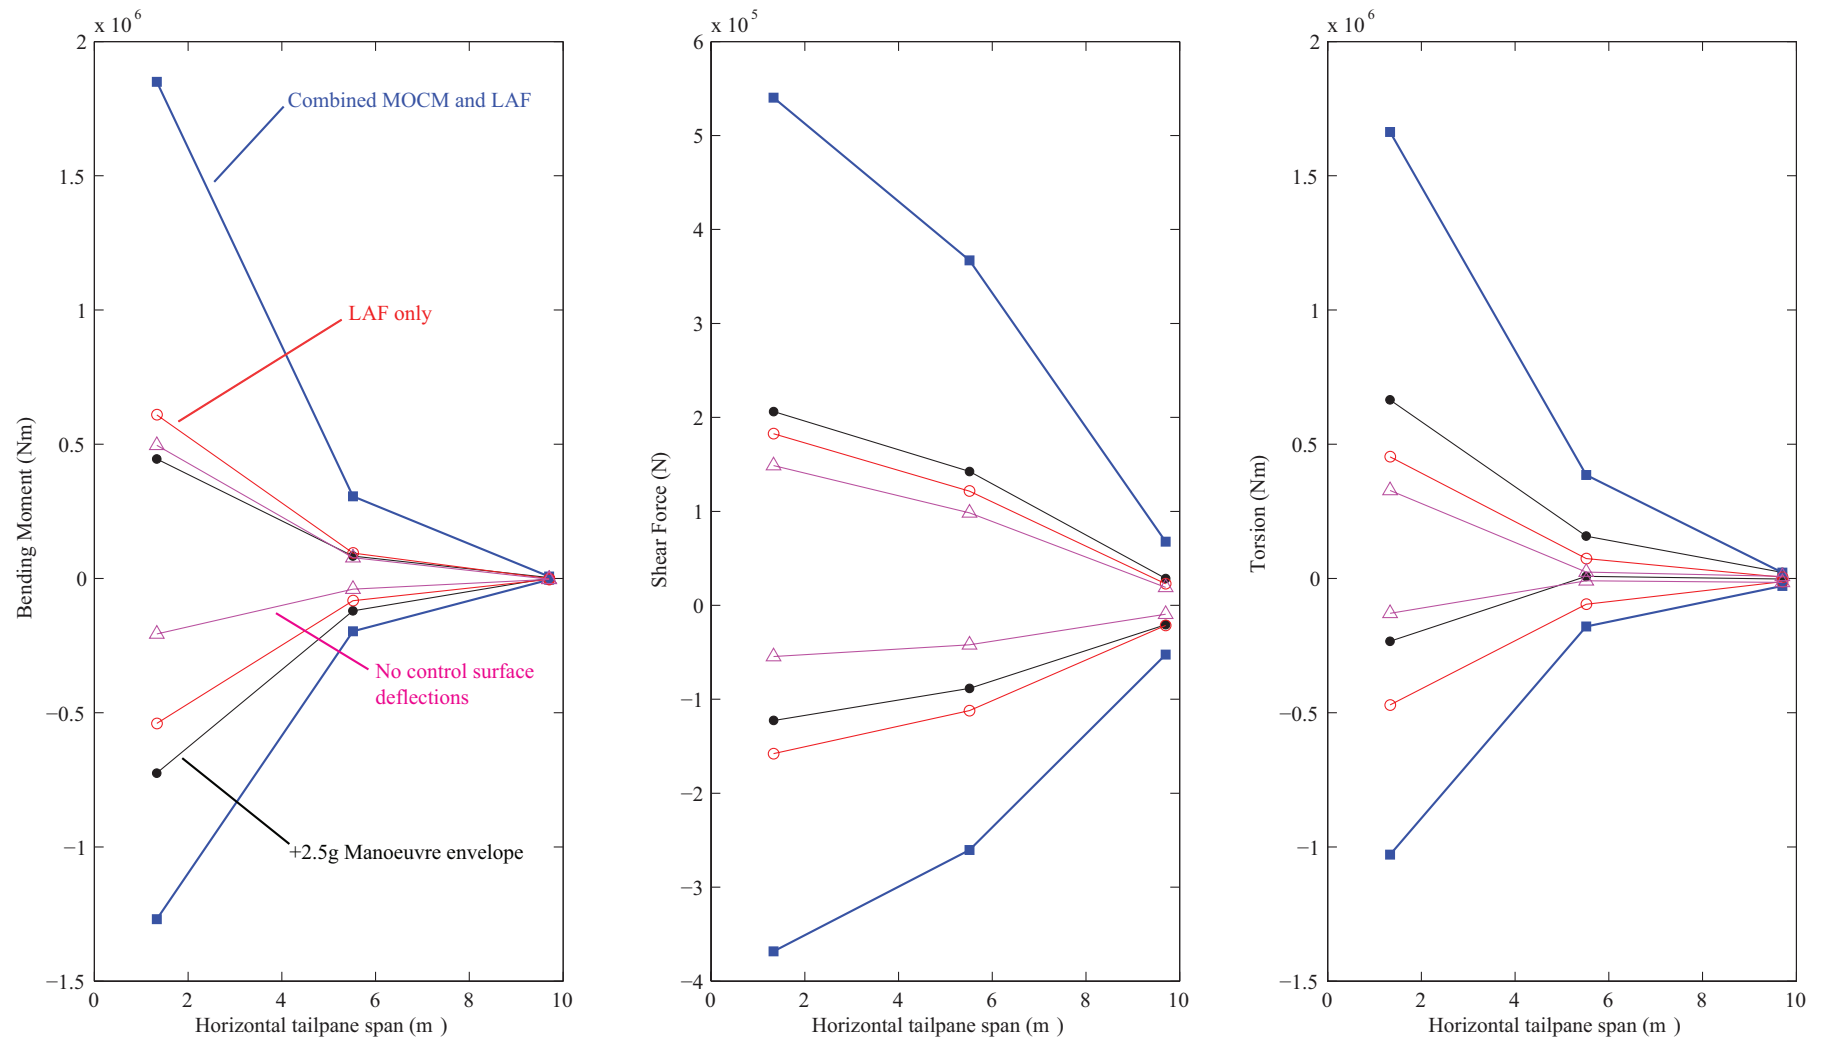 x 10 6
2
1.5
1
0.5
0
−0.5
−1
−1.5
0 2 4 6 8 10
Bending Moment (Nm)
Horizontal tailpane span (m )
Combined MOCM and LAF
LAF only
No control surface
deflections
+2.5g Manoeuvre envelope
x 10 5
6
5
4
3
2
1
0
−1
−2
−3
−4
0 2 4 6 8 10
Shear Force (N)
Horizontal tailpane span (m )
x 10 6
2
1.5
1
0.5
0
−0.5
−1
−1.5
0 2 4 6 8 10
Torsion (Nm)
Horizontal tailpane span (m )